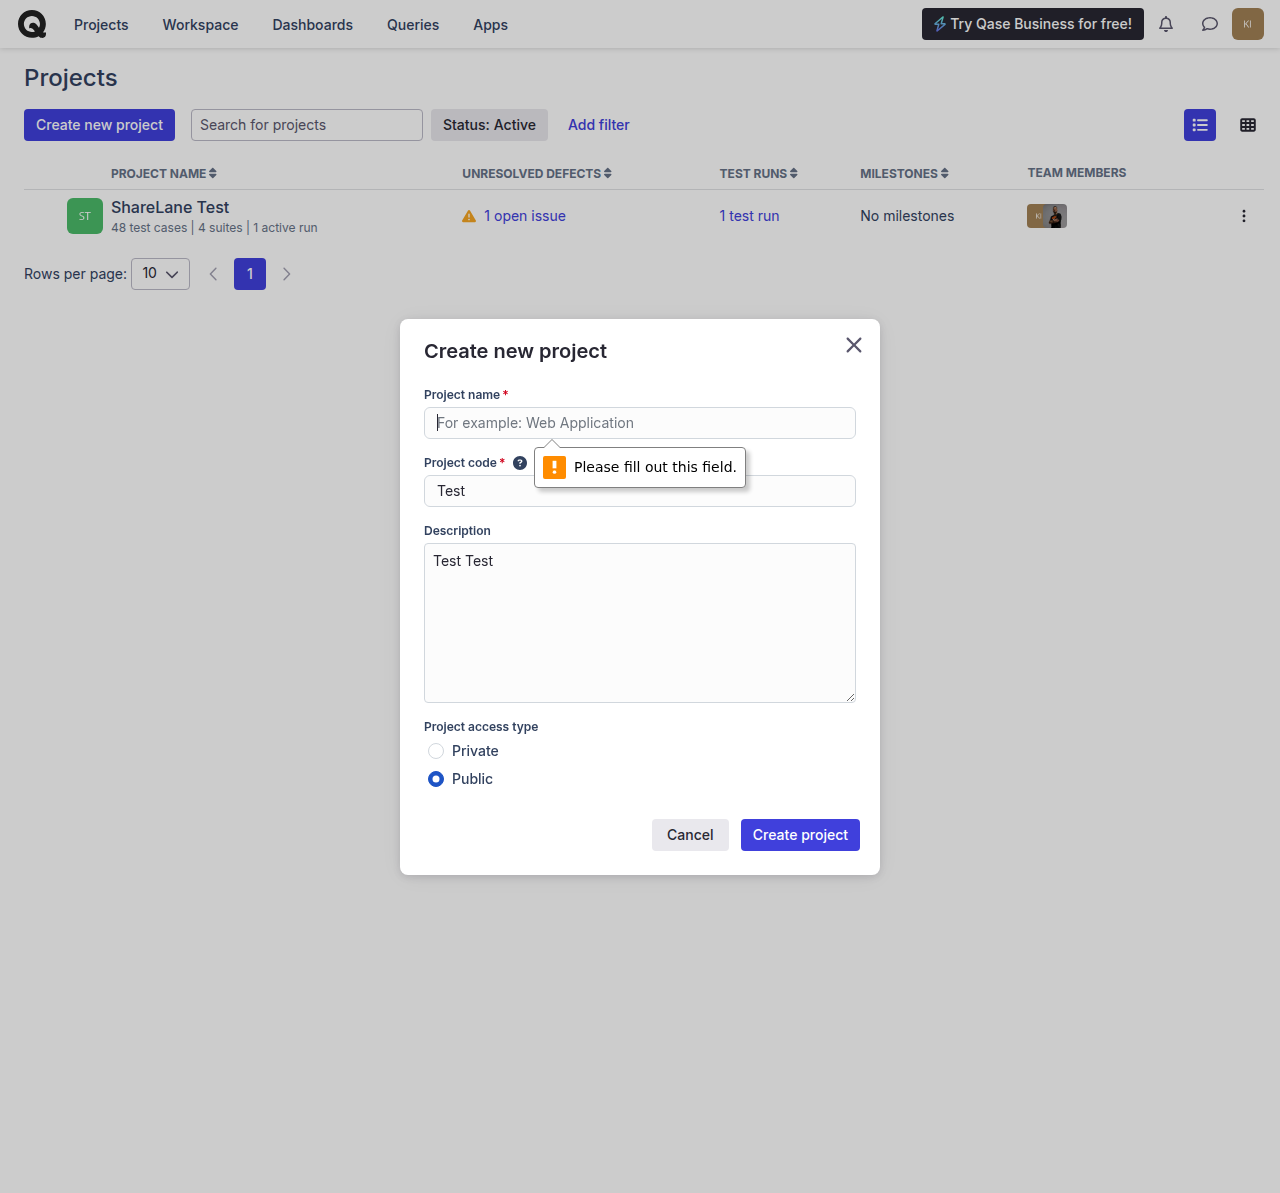 Projects
Workspace
Dashboards
Queries
Apps
Try Qase Business for free!
KI
Projects
Create new project
Search for projects
Status: Active
Add filter
PROJECT NAME
UNRESOLVED DEFECTS
TEST RUNS
MILESTONES
TEAM MEMBERS
ST
ShareLane Test
48 test cases | 4 suites | 1 active run
1 open issue
1 test run
No milestones
KI
Rows per page:
10
1
Create new project
Project name *
For example: Web Application
Please fill out this field.
Project code * ?
Test
Description
Test Test
Project access type
Private
Public
Cancel
Create project